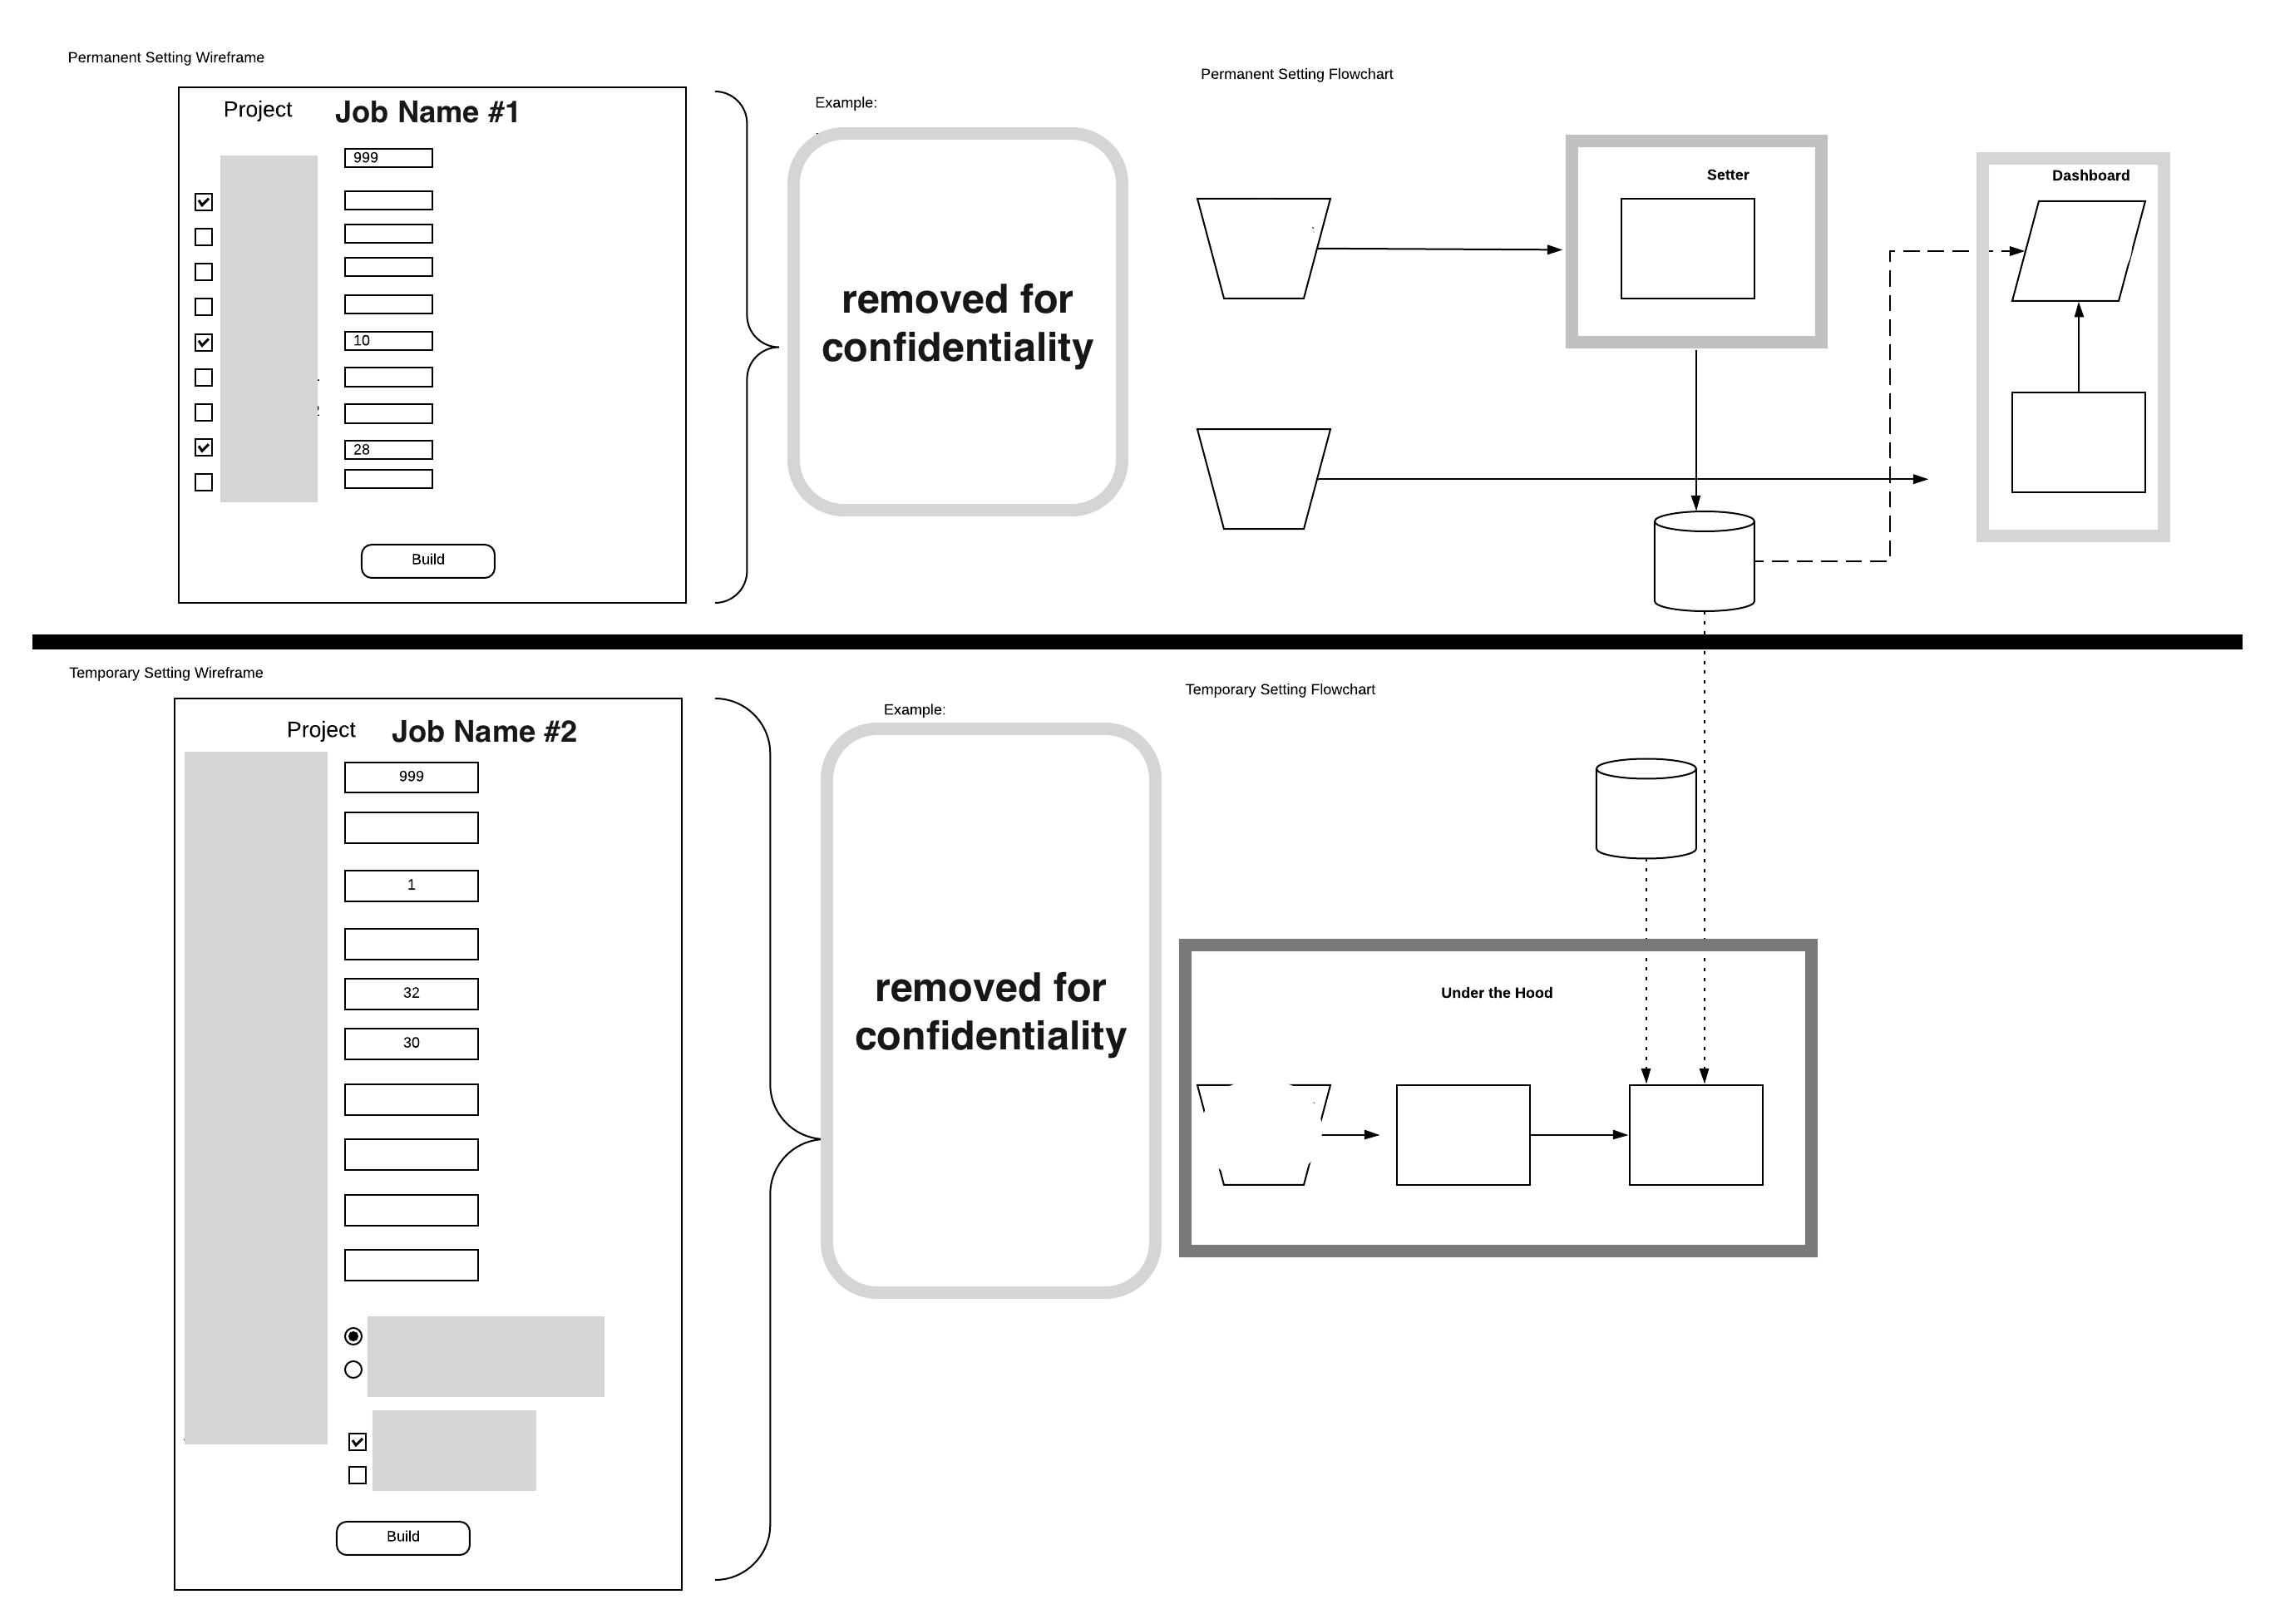 Permanent Setting Wireframe
Project
Job Name #1
999
10
28
Build
Example:
removed for
confidentiality
Permanent Setting Flowchart
Setter
Dashboard
Temporary Setting Wireframe
Project
Job Name #2
999
1
32
30
Build
Example:
removed for
confidentiality
Temporary Setting Flowchart
Under the Hood